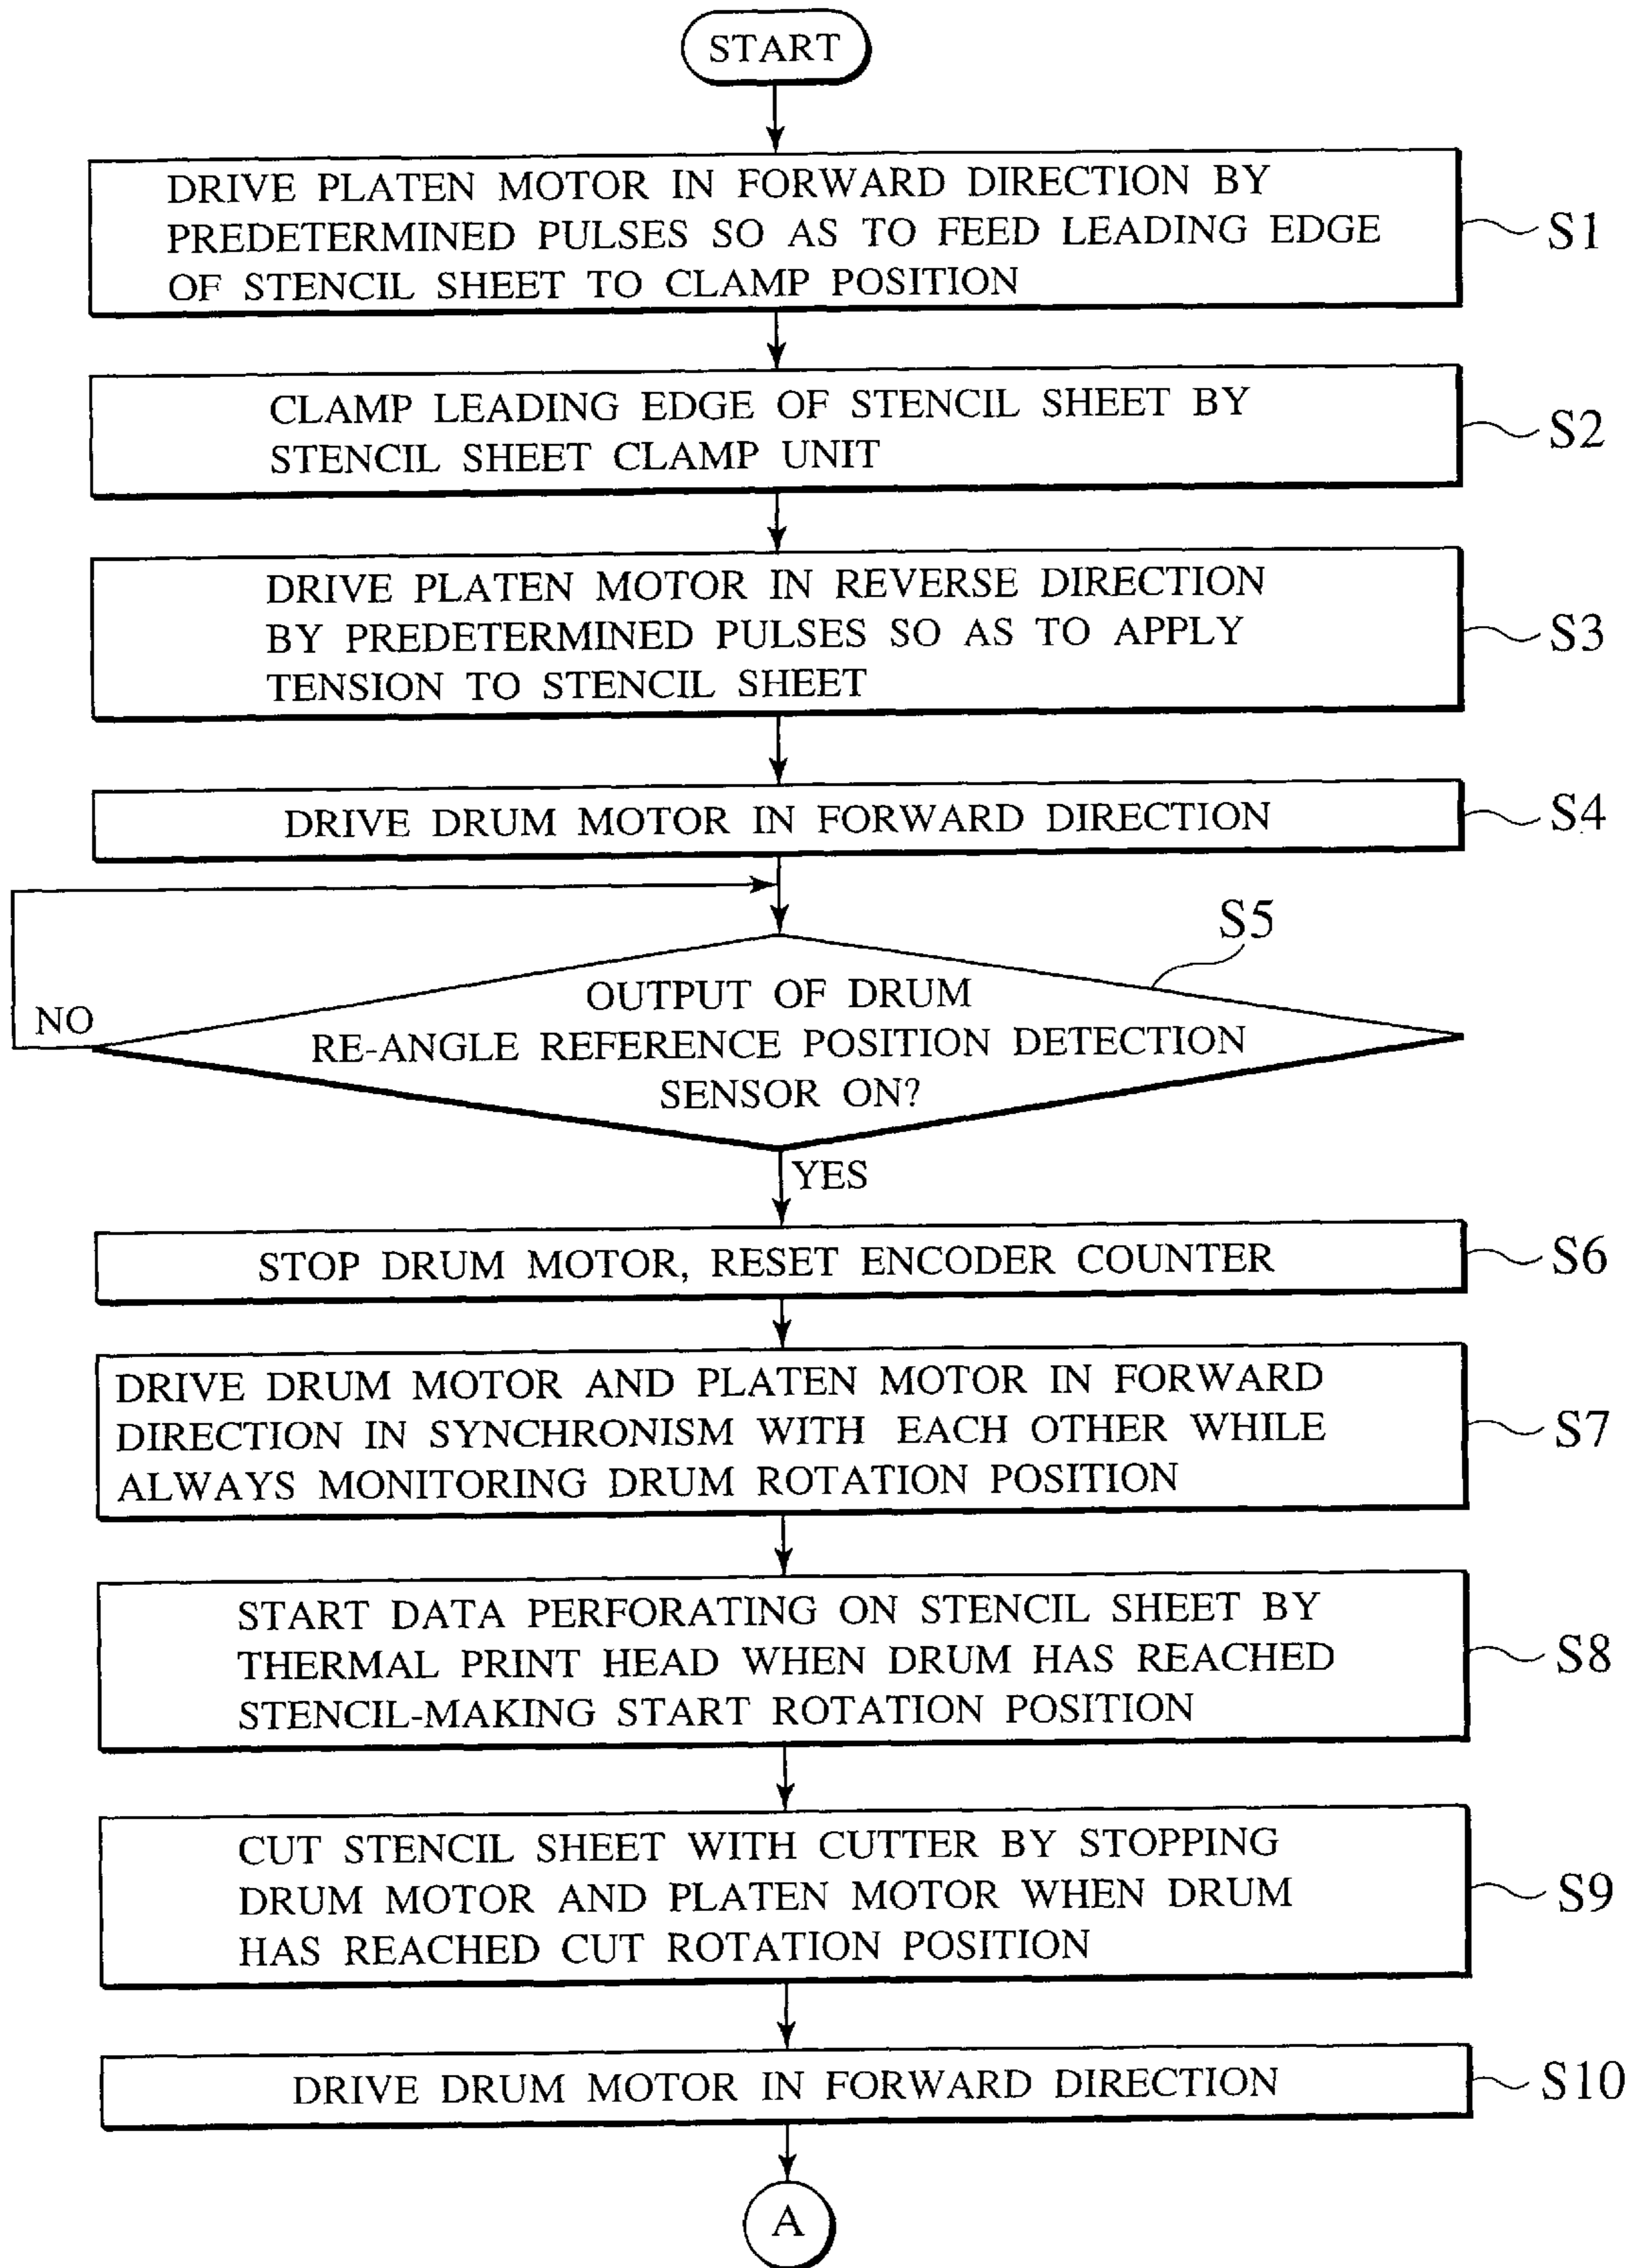 START
DRIVE PLATEN MOTOR IN FORWARD DIRECTION BY
PREDETERMINED PULSES SO AS TO FEED LEADING EDGE
OF STENCIL SHEET TO CLAMP POSITION
S1
CLAMP LEADING EDGE OF STENCIL SHEET BY
STENCIL SHEET CLAMP UNIT
S2
DRIVE PLATEN MOTOR IN REVERSE DIRECTION
BY PREDETERMINED PULSES SO AS TO APPLY
TENSION TO STENCIL SHEET
S3
DRIVE DRUM MOTOR IN FORWARD DIRECTION
S4
S5
OUTPUT OF DRUM
RE-ANGLE REFERENCE POSITION DETECTION
SENSOR ON?
NO
YES
STOP DRUM MOTOR, RESET ENCODER COUNTER
S6
DRIVE DRUM MOTOR AND PLATEN MOTOR IN FORWARD
DIRECTION IN SYNCHRONISM WITH EACH OTHER WHILE
ALWAYS MONITORING DRUM ROTATION POSITION
S7
START DATA PERFORATING ON STENCIL SHEET BY
THERMAL PRINT HEAD WHEN DRUM HAS REACHED
STENCIL-MAKING START ROTATION POSITION
S8
CUT STENCIL SHEET WITH CUTTER BY STOPPING
DRUM MOTOR AND PLATEN MOTOR WHEN DRUM
HAS REACHED CUT ROTATION POSITION
S9
DRIVE DRUM MOTOR IN FORWARD DIRECTION
S10
A